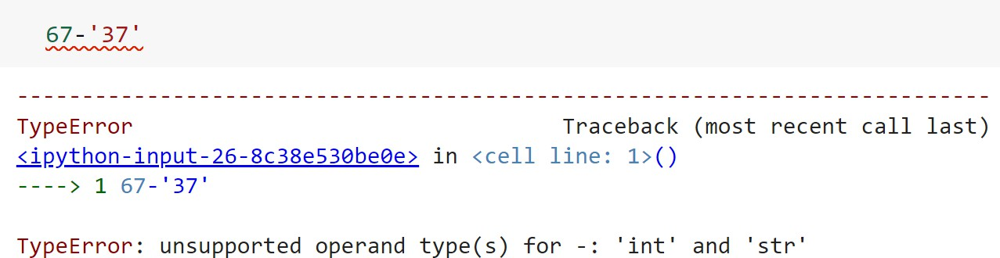 67-'37'
---------------------------------------------------------------------------
TypeError                                 Traceback (most recent call last)
<ipython-input-26-8c38e530be0e> in <cell line: 1>()
----> 1 67-'37'

TypeError: unsupported operand type(s) for -: 'int' and 'str'